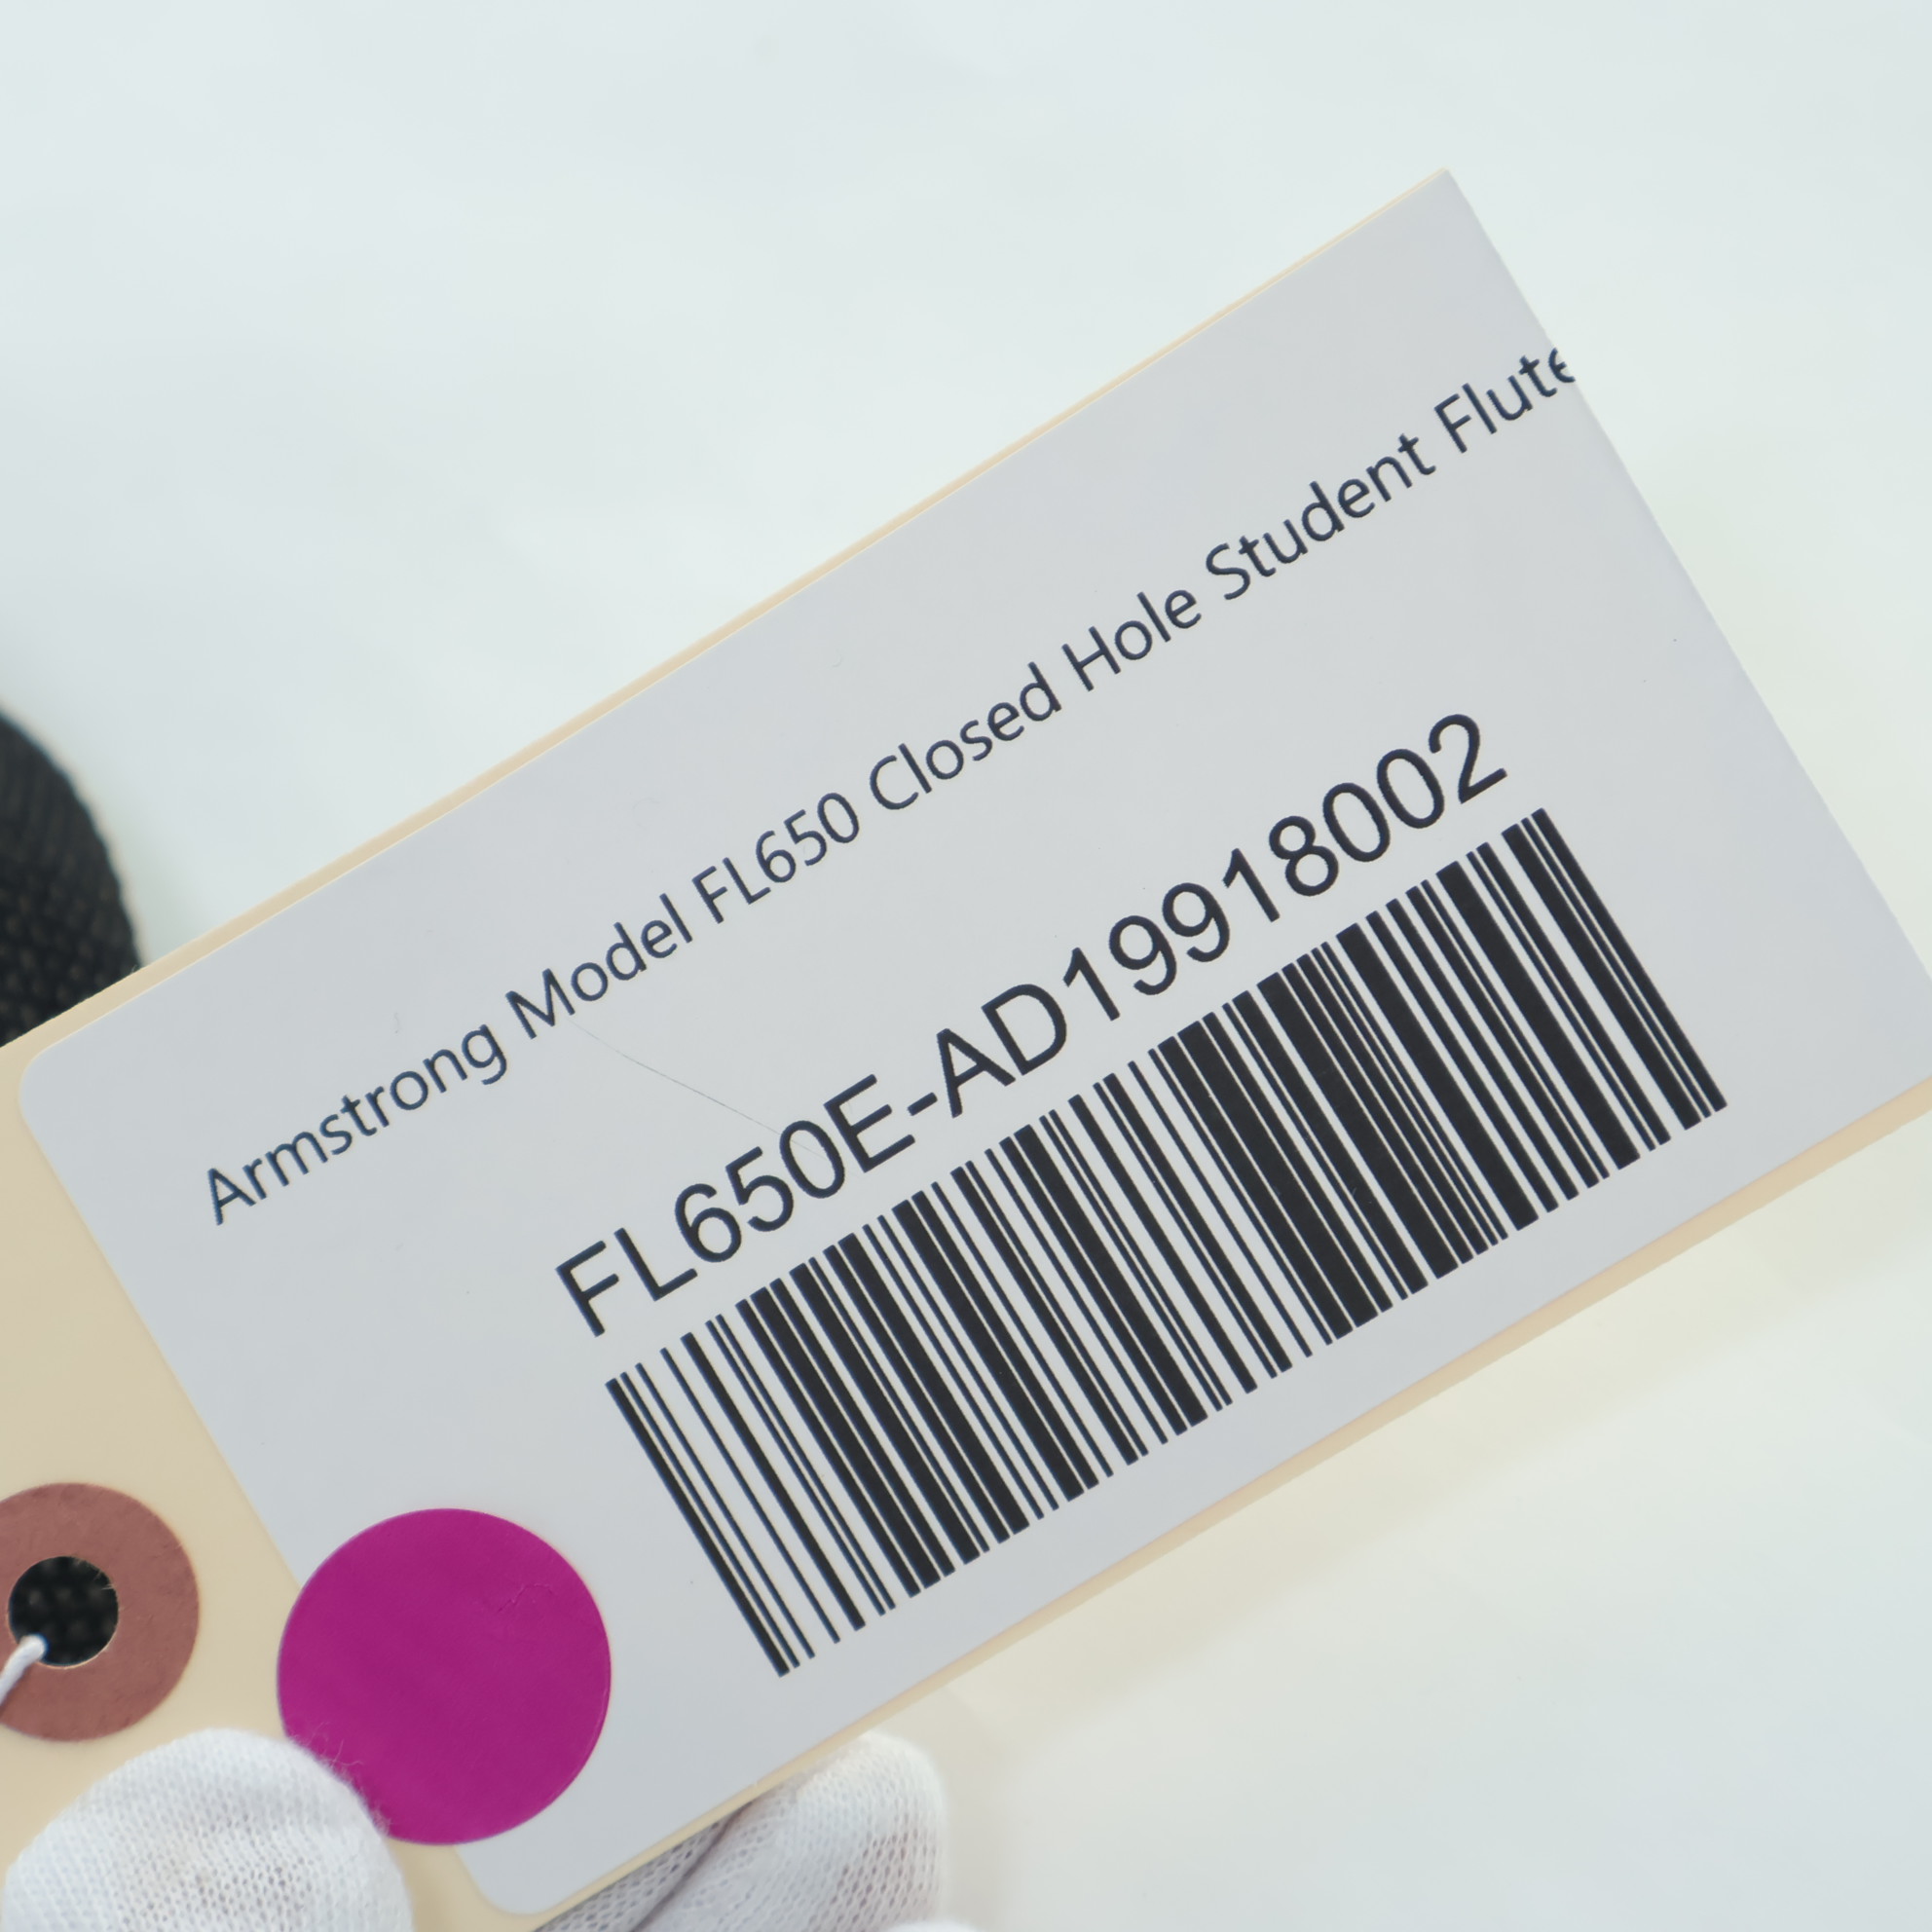 Armstrong Model FL650 Closed Hole Student Flute
FL650E-AD19918002